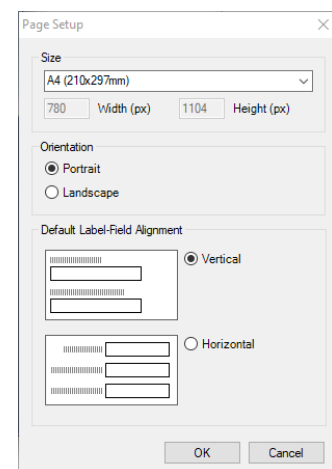 Page Setup
Size
A4 (210x297mm)
780 Width (px) 1104 Height (px)
Orientation
Portrait
Landscape
Default Label-Field Alignment
Vertical
Horizontal
OK Cancel